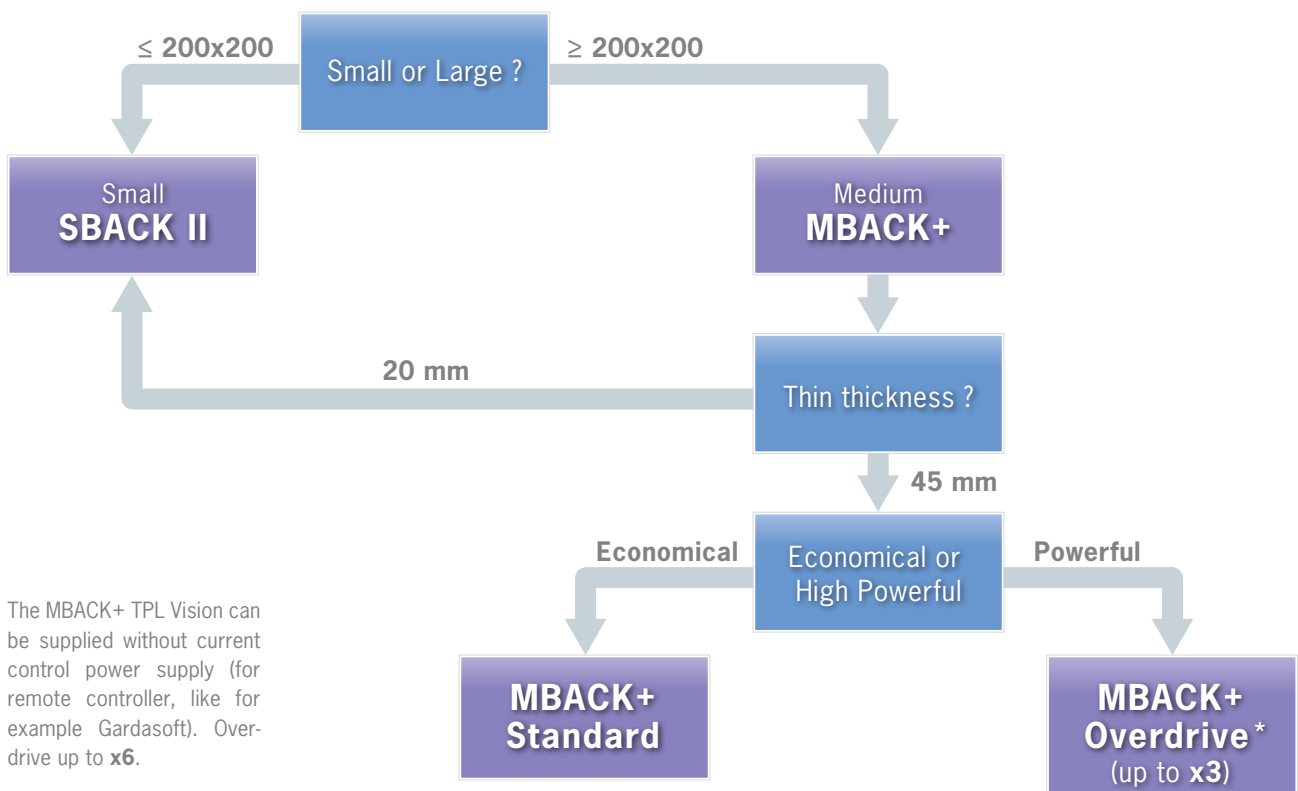 ≤ 200x200
Small or Large ?
≥ 200x200
Small
SBACK II
Medium
MBACK+
20 mm
Thin thickness ?
45 mm
Economical
Economical or
High Powerful
Powerful
The MBACK+ TPL Vision can
be supplied without current
control power supply (for
remote controller, like for
example Gardasoft). Over-
drive up to x6.
MBACK+
Standard
MBACK+
Overdrive*
(up to x3)